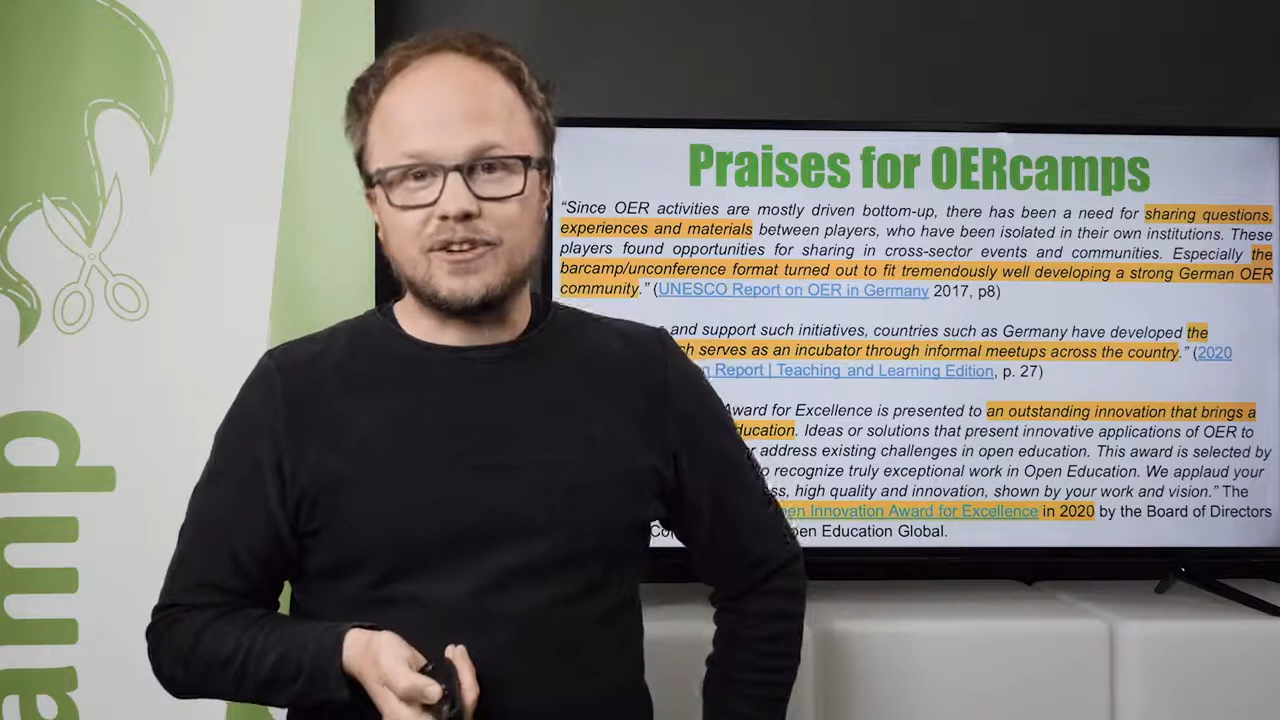 amp
Praises for OERcamps
“Since OER activities are mostly driven bottom-up, there has been a need for sharing questions,
experiences and materials between players, who have been isolated in their own institutions. These
players found opportunities for sharing in cross-sector events and communities. Especially the
barcamp/unconference format turned out to fit tremendously well developing a strong German OER
community.” (UNESCO Report on OER in Germany 2017, p8)
and support such initiatives, countries such as Germany have developed the
serves as an incubator through informal meetups across the country.” (2020
Report | Teaching and Learning Edition, p. 27)
Award for Excellence is presented to an outstanding innovation that brings a
. Ideas or solutions that present innovative applications of OER to
address existing challenges in open education. This award is selected by
to recognize truly exceptional work in Open Education. We applaud your
, high quality and innovation, shown by your work and vision.” The
Innovation Award for Excellence in 2020 by the Board of Directors
Education Global.